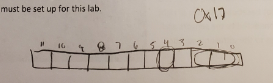 must be set up for this lab.
0x17
11 10 9 8 7 6 5 4 3 2 1 0